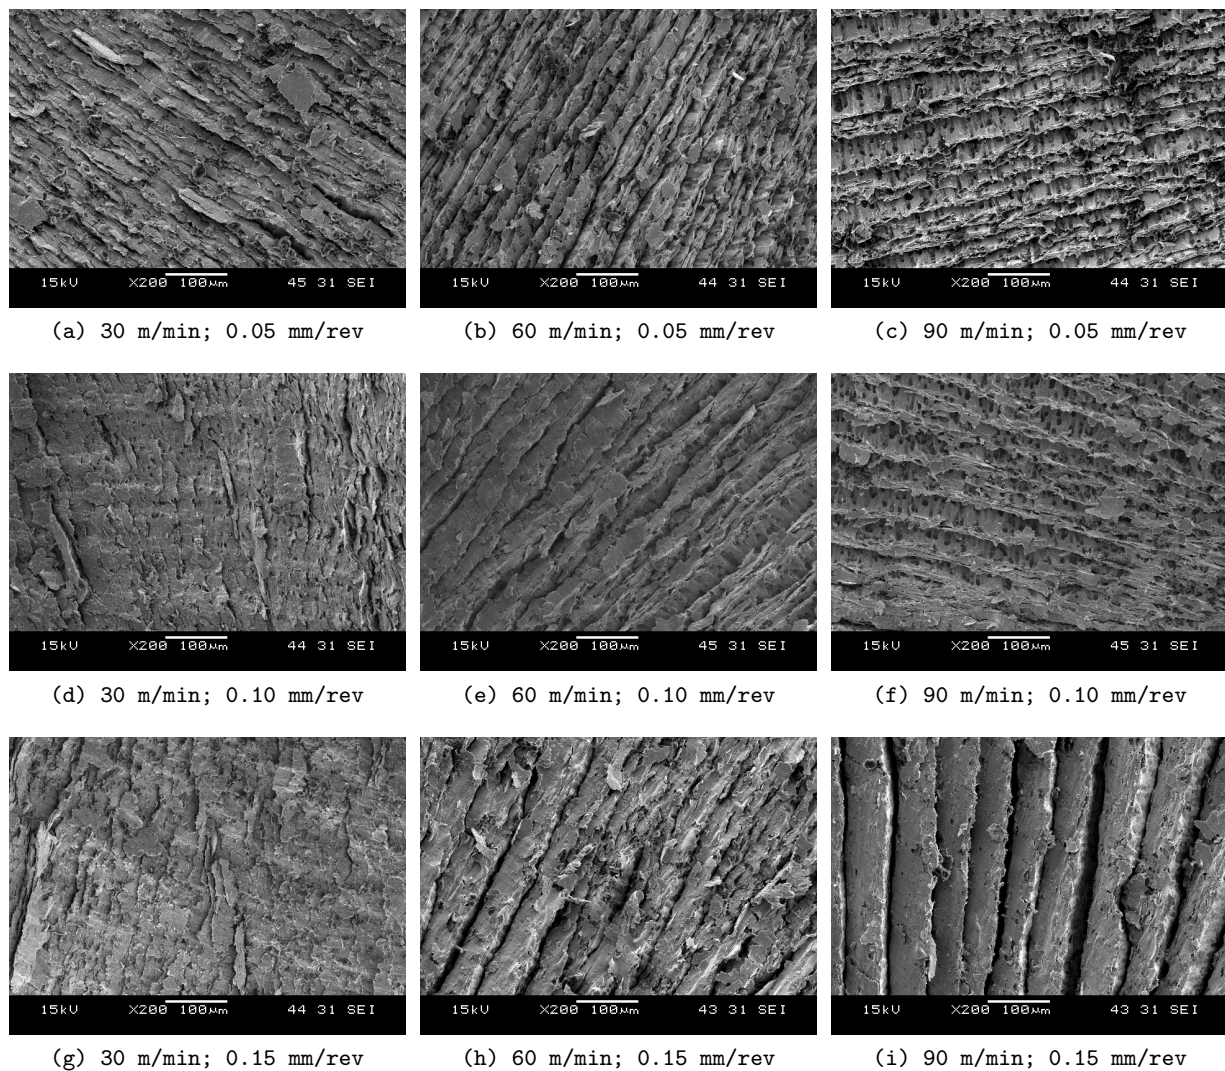 15kV X200 100µm 45 31 SEI
15kV X200 100µm 44 31 SEI
15kV X200 100µm 44 31 SEI
(a) 30 m/min; 0.05 mm/rev
(b) 60 m/min; 0.05 mm/rev
(c) 90 m/min; 0.05 mm/rev
15kV X200 100µm 44 31 SEI
15kV X200 100µm 45 31 SEI
15kV X200 100µm 45 31 SEI
(d) 30 m/min; 0.10 mm/rev
(e) 60 m/min; 0.10 mm/rev
(f) 90 m/min; 0.10 mm/rev
15kV X200 100µm 44 31 SEI
15kV X200 100µm 43 31 SEI
15kV X200 100µm 43 31 SEI
(g) 30 m/min; 0.15 mm/rev
(h) 60 m/min; 0.15 mm/rev
(i) 90 m/min; 0.15 mm/rev